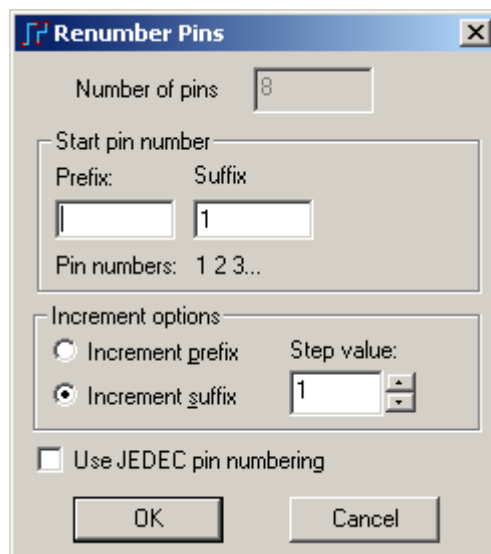 Renumber Pins
Number of pins 8
Start pin number
Prefix: Suffix
1
Pin numbers: 1 2 3...
Increment options
Increment prefix Step value:
Increment suffix 1
Use JEDEC pin numbering
OK Cancel